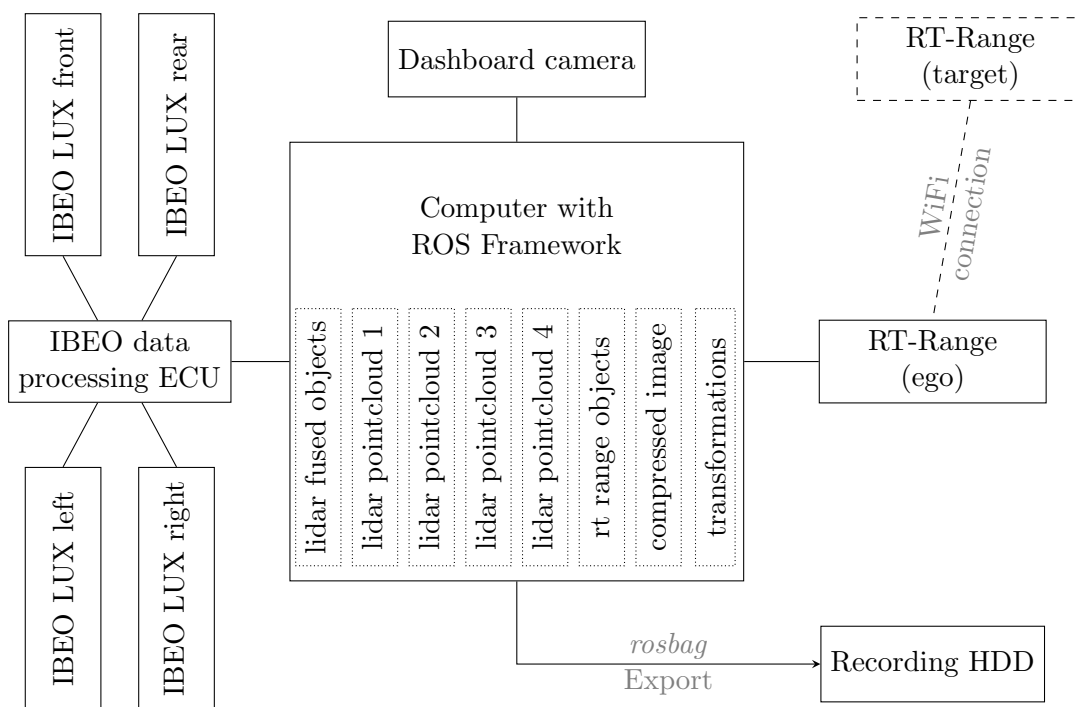 IBEO LUX front
IBEO LUX rear
Dashboard camera
RT-Range
(target)
Computer with
ROS Framework
WiFi
connection
IBEO data
processing ECU
lidar fused objects
lidar pointcloud 1
lidar pointcloud 2
lidar pointcloud 3
lidar pointcloud 4
rt range objects
compressed image
transformations
RT-Range
(ego)
IBEO LUX left
IBEO LUX right
rosbag
Export
Recording HDD